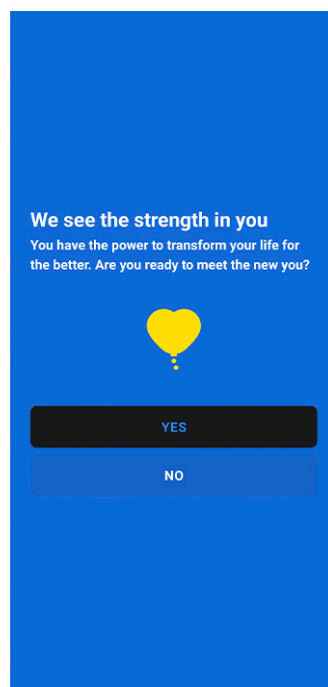 We see the strength in you
You have the power to transform your life for
the better. Are you ready to meet the new you?
YES
NO